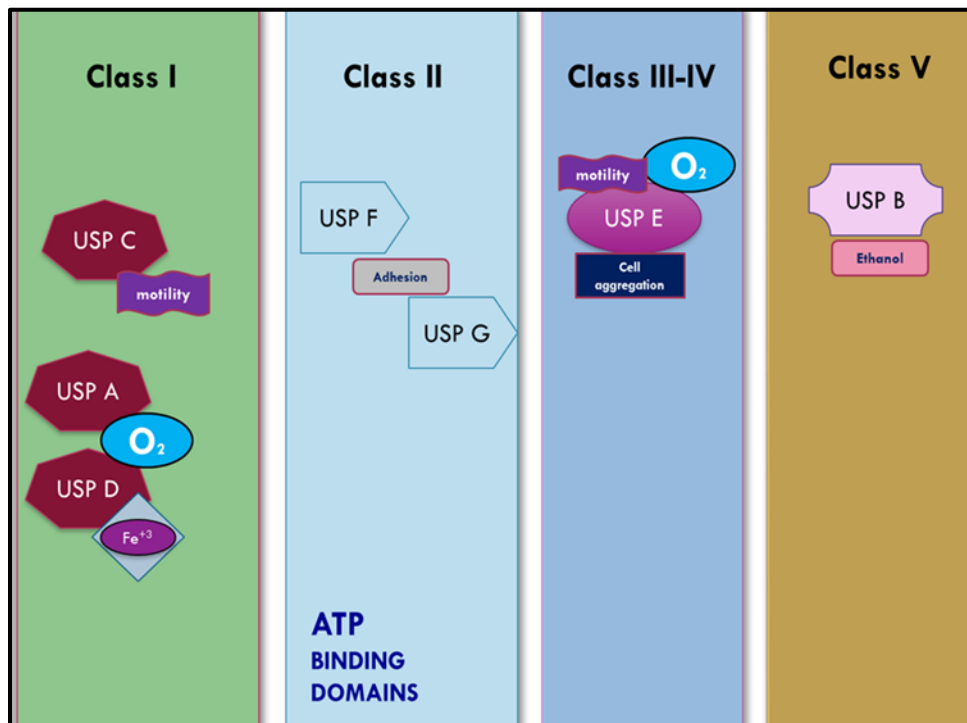 Class I
USP C
motility
USP A
O₂
USP D
Fe⁺³
Class II
USP F
Adhesion
USP G
ATP
BINDING
DOMAINS
Class III-IV
motility
O₂
USP E
Cell
aggregation
Class V
USP B
Ethanol